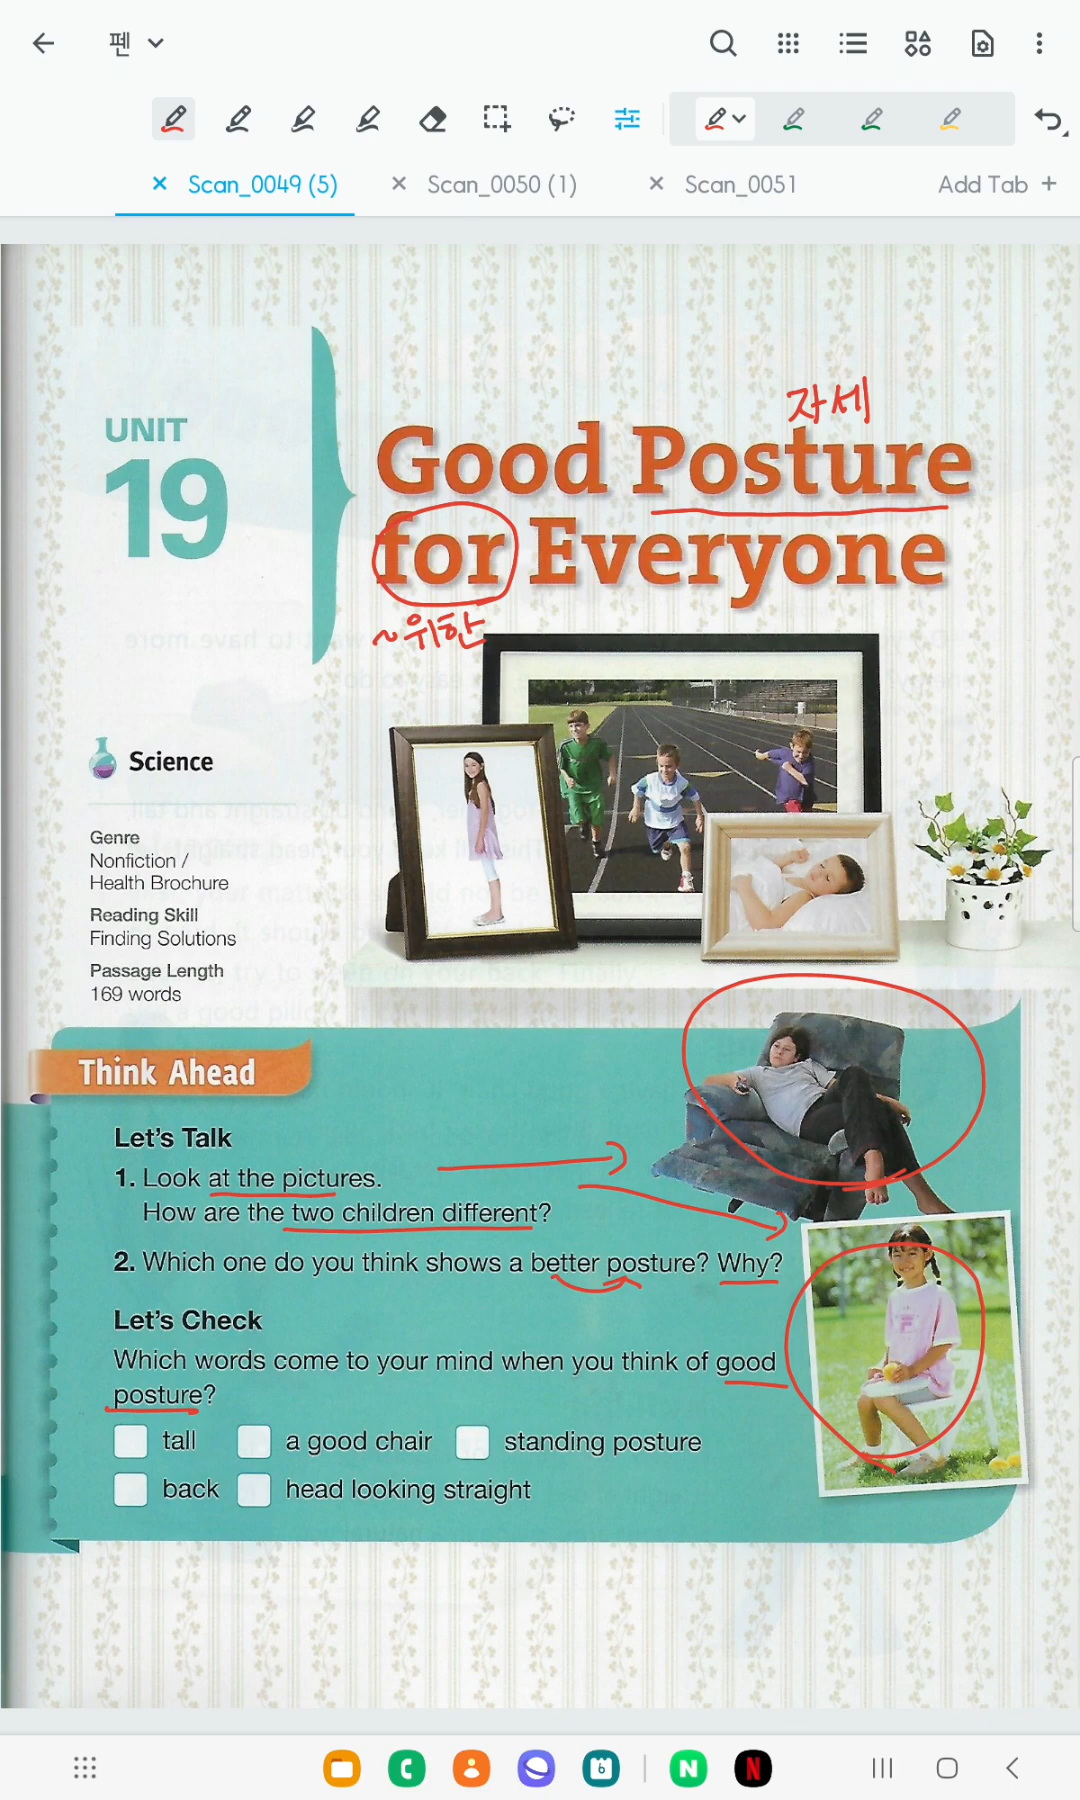 펜
Scan_0049 (5)
Scan_0050 (1)
Scan_0051
Add Tab +
UNIT
19
자세
Good Posture
for Everyone
~위한
Science
Genre
Nonfiction /
Health Brochure
Reading Skill
Finding Solutions
Passage Length
169 words
Think Ahead
Let's Talk
1. Look at the pictures.
How are the two children different?
2. Which one do you think shows a better posture? Why?
Let's Check
Which words come to your mind when you think of good
posture?
tall a good chair standing posture
back head looking straight
6
N
N